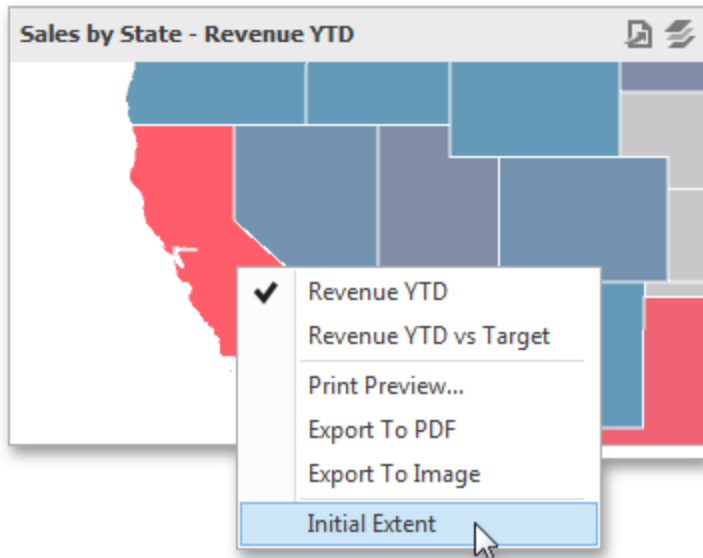 Sales by State - Revenue YTD
Revenue YTD
Revenue YTD vs Target
Print Preview...
Export To PDF
Export To Image
Initial Extent